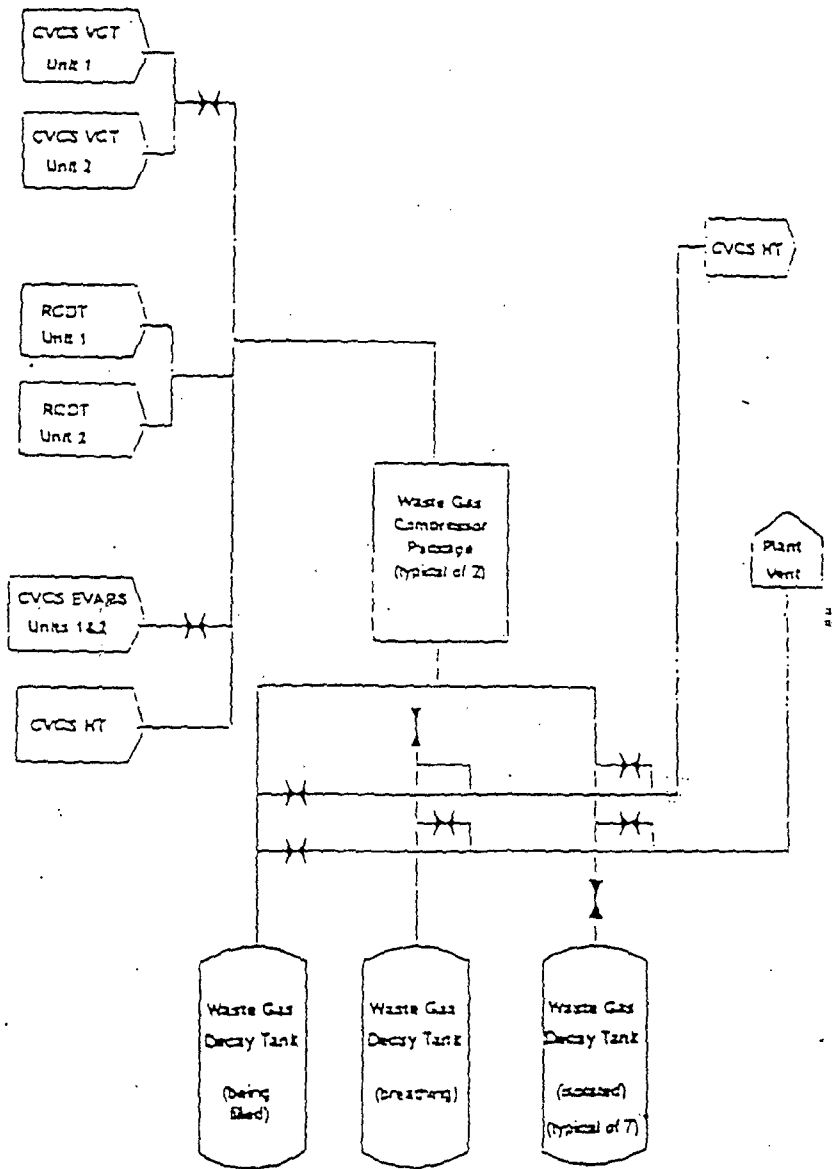 CVCS VCT
Unit 1
CVCS VCT
Unit 2
CVCS HT
RCDT
Unit 1
RCDT
Unit 2
Waste Gas
Compressor
Package
(typical of 2)
Plant
Vent
CVCS EVAPS
Units 1&2
CVCS HT
Waste Gas
Decay Tank
(being
filled)
Waste Gas
Decay Tank
(breathing)
Waste Gas
Decay Tank
(isolated)
(typical of 7)